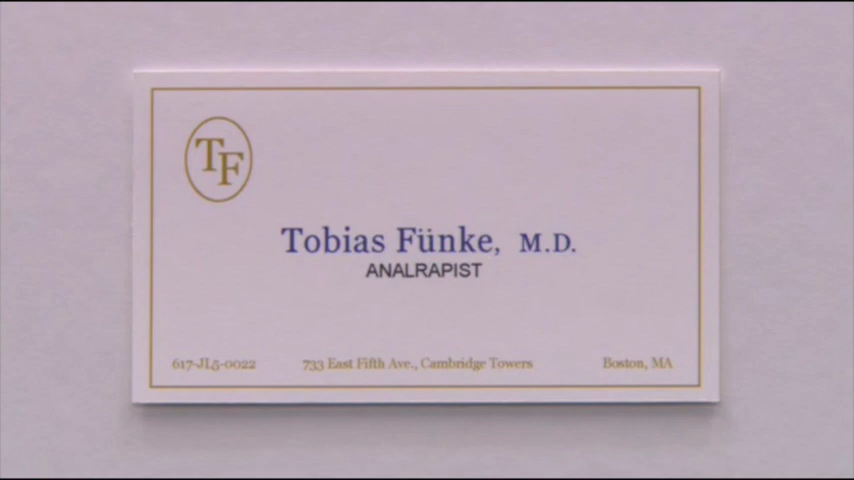 TF
Tobias Fünke, M.D.
ANALRAPIST
617-JL5-0022 733 East Fifth Ave., Cambridge Towers Boston, MA